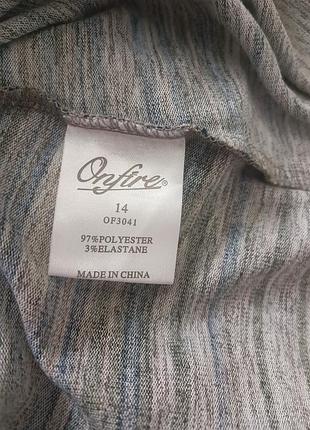 Onfire®
14
OF3041
97%POLYESTER
3%ELASTANE
MADE IN CHINA